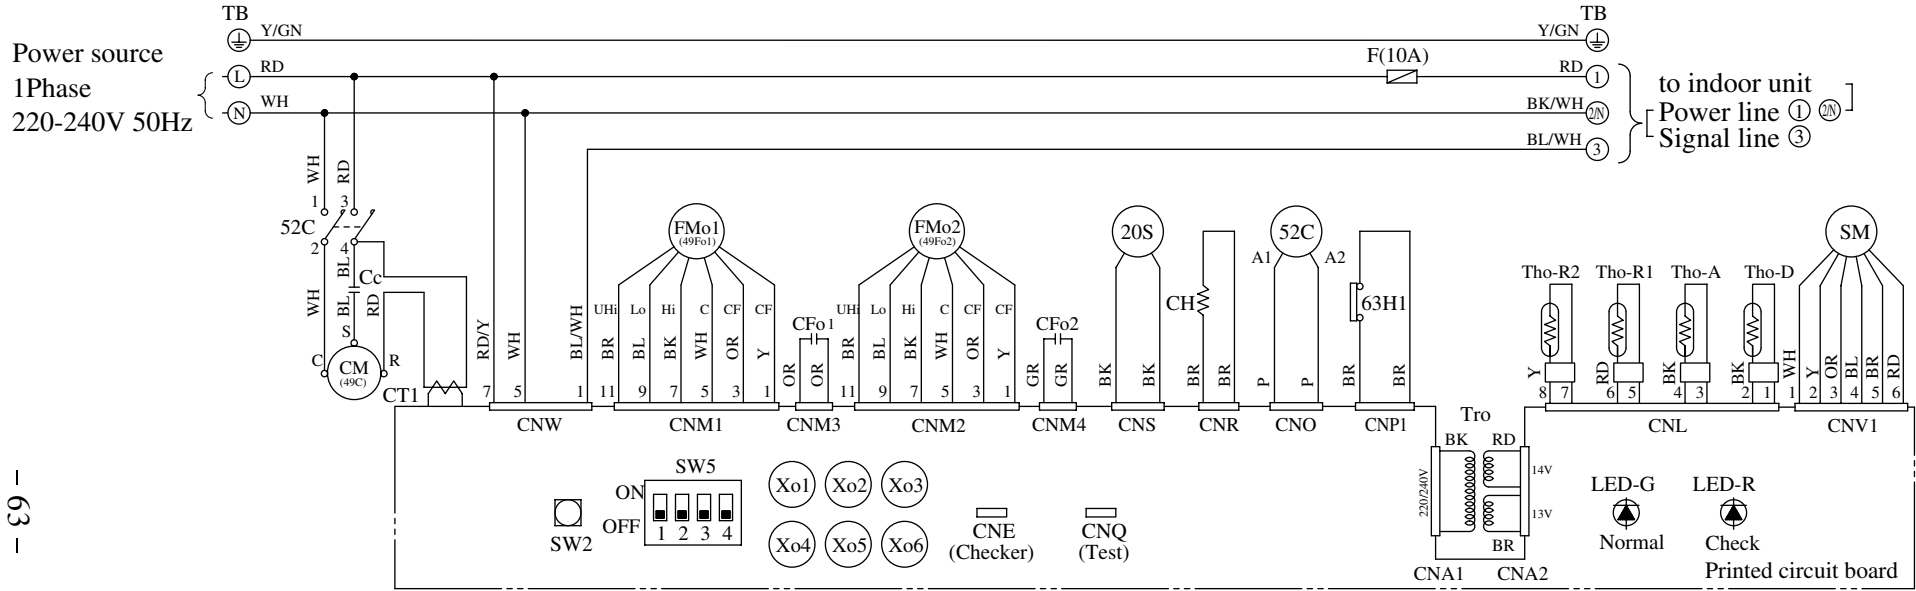 TB
TB
Y/GN
Y/GN
Power source
1Phase
220-240V 50Hz
L
RD
F(10A)
RD
1
N
WH
BK/WH
2/N
BL/WH
3
to indoor unit
Power line 1 2/N
Signal line 3
WH
RD
1
3
52C
2
4
BL
Cc
WH
BL
RD
S
C
CM
(49C)
R
CT1
RD/Y
WH
BL/WH
7
5
1
CNW
FMo1
(49Fo1)
UHi
Lo
Hi
C
CF
CF
BR
BL
BK
WH
OR
Y
11
9
7
5
3
1
CNM1
CFo1
OR
OR
CNM3
FMo2
(49Fo2)
UHi
Lo
Hi
C
CF
CF
BR
BL
BK
WH
OR
Y
11
9
7
5
3
1
CNM2
CFo2
GR
GR
CNM4
20S
BK
BK
CNS
CH
BR
BR
CNR
52C
A1
A2
P
P
CNO
63H1
BR
BR
CNP1
Tho-R2
Tho-R1
Tho-A
Tho-D
Y
RD
BK
BK
8
7
6
5
4
3
2
1
CNL
SM
WH
Y
OR
BL
BR
RD
1
2
3
4
5
6
CNV1
Tro
BK
RD
220/240V
14V
13V
BR
CNA1
CNA2
SW2
SW5
ON
OFF
1 2 3 4
Xo1
Xo2
Xo3
Xo4
Xo5
Xo6
CNE
(Checker)
CNQ
(Test)
LED-G
LED-R
Normal
Check
Printed circuit board
– 63 –